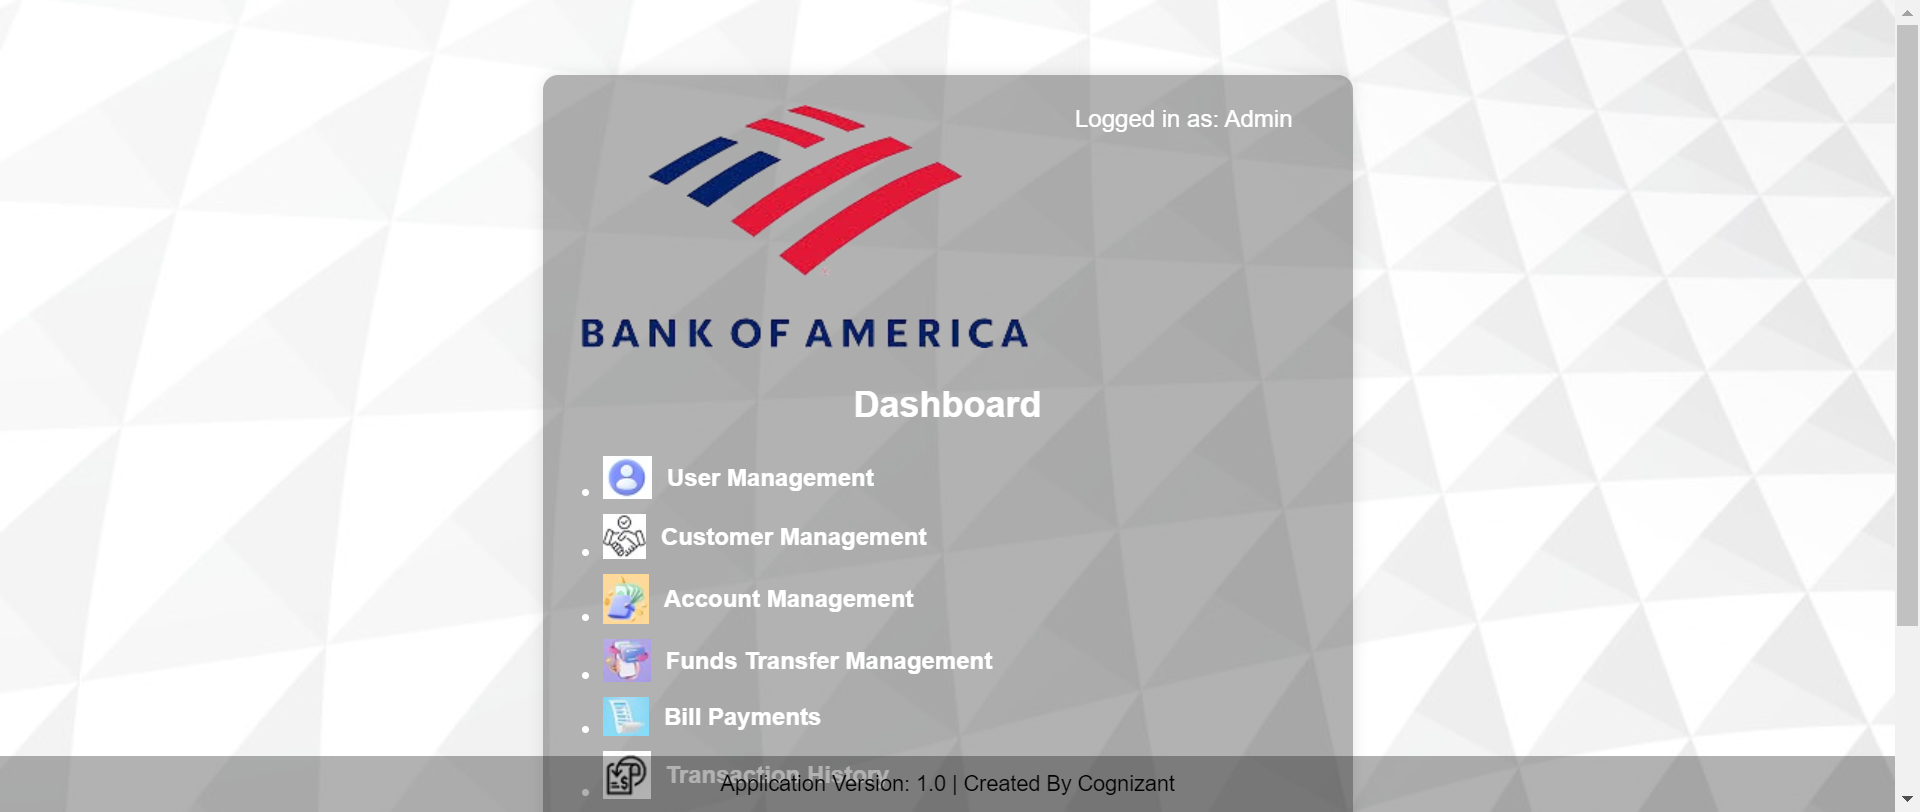 Logged in as: Admin
BANK OF AMERICA
Dashboard
User Management
Customer Management
Account Management
Funds Transfer Management
Bill Payments
Transaction History
Application Version: 1.0 | Created By Cognizant